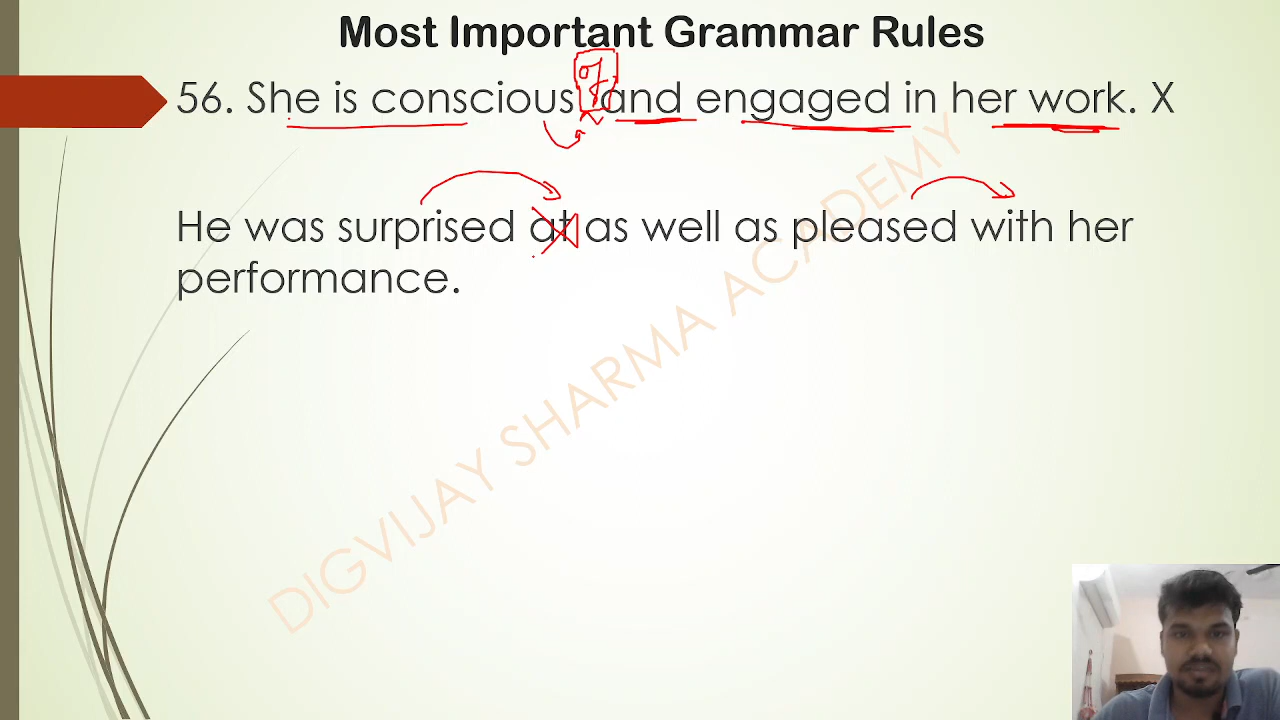 Most Important Grammar Rules
of
56. She is conscious and engaged in her work. X
He was surprised at as well as pleased with her
performance.
DIGVIJAY SHARMA ACADEMY